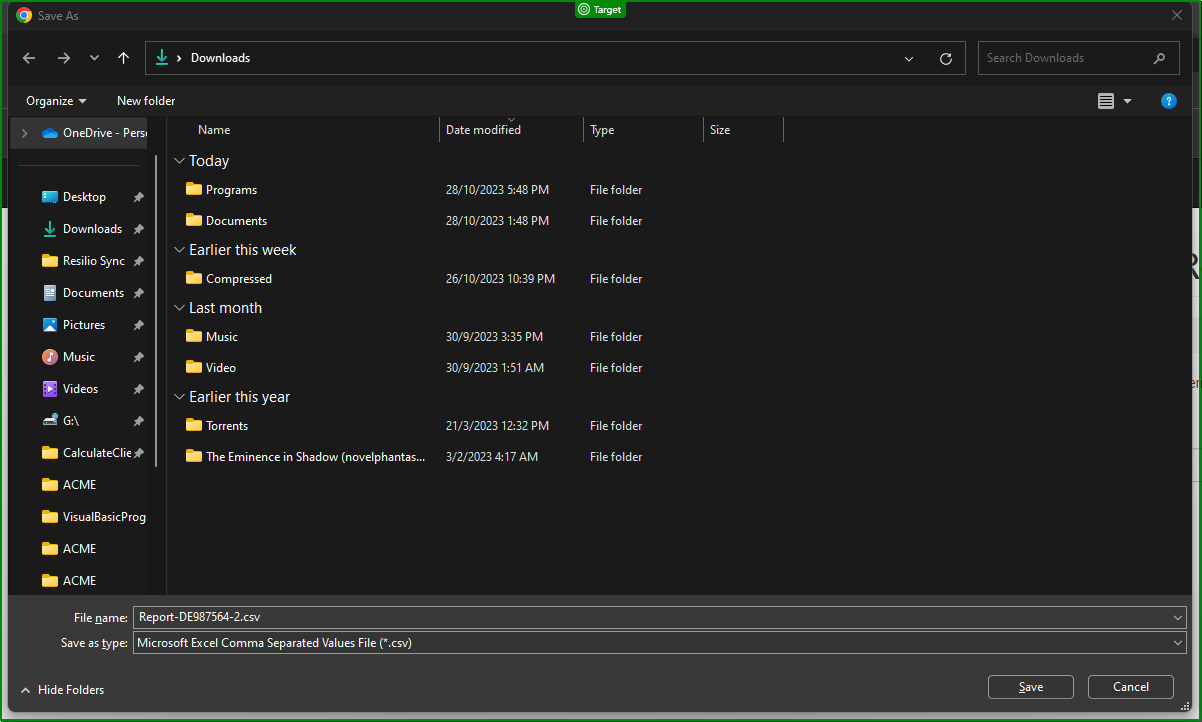 Target
Save As
Downloads
Search Downloads
Organize
New folder
OneDrive - Perso
Name
Date modified
Type
Size
Today
Programs 28/10/2023 5:48 PM File folder
Documents 28/10/2023 1:48 PM File folder
Earlier this week
Compressed 26/10/2023 10:39 PM File folder
Last month
Music 30/9/2023 3:35 PM File folder
Video 30/9/2023 1:51 AM File folder
Earlier this year
Torrents 21/3/2023 12:32 PM File folder
The Eminence in Shadow (novelphantas... 3/2/2023 4:17 AM File folder
Desktop
Downloads
Resilio Sync
Documents
Pictures
Music
Videos
G:\
CalculateClie
ACME
VisualBasicProg
ACME
ACME
File name: Report-DE987564-2.csv
Save as type: Microsoft Excel Comma Separated Values File (*.csv)
Hide Folders
Save
Cancel